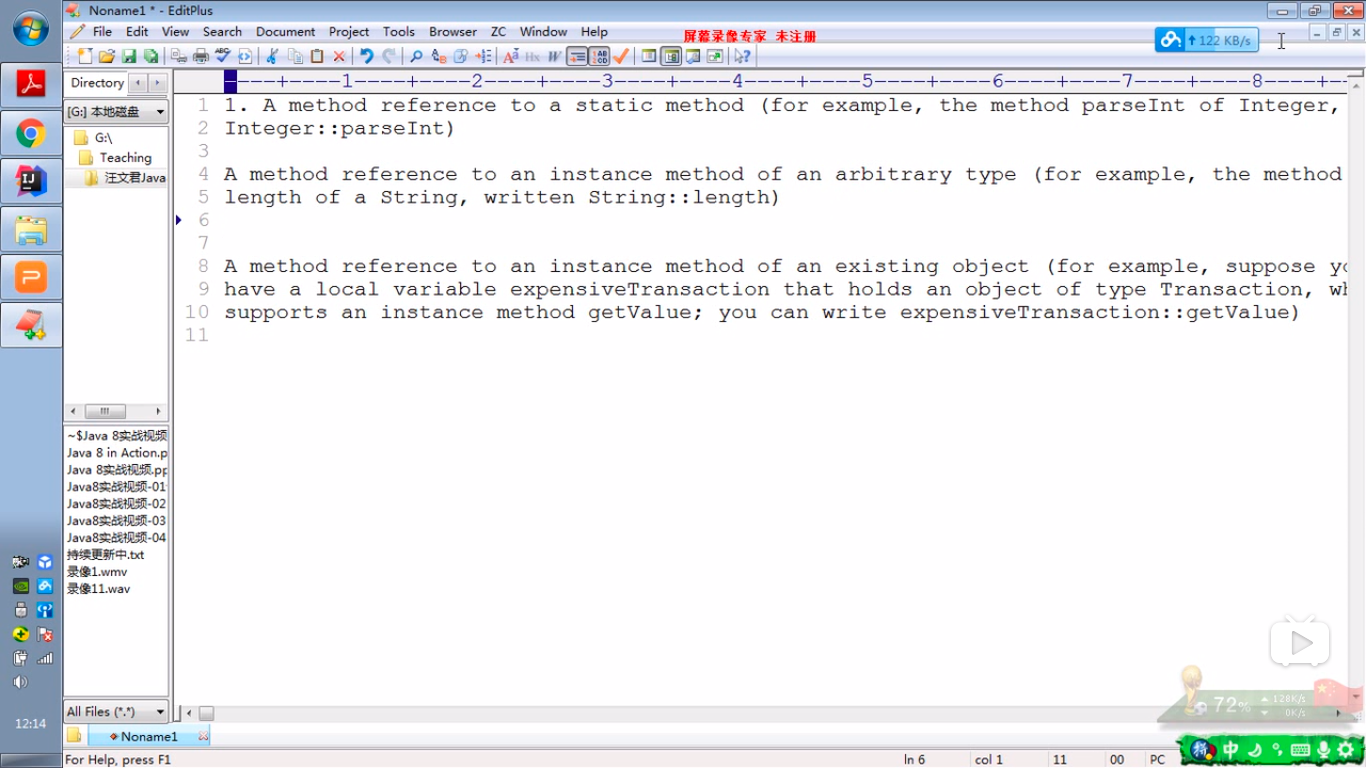 Noname1 * - EditPlus
File Edit View Search Document Project Tools Browser ZC Window Help
屏幕录像专家 未注册
122 KB/s
Directory
[G:] 本地磁盘
G:\
Teaching
汪文君Java
----+----1----+----2----+----3----+----4----+----5----+----6----+----7----+----8----+--
1 1. A method reference to a static method (for example, the method parseInt of Integer,
2 Integer::parseInt)
3
4 A method reference to an instance method of an arbitrary type (for example, the method
5 length of a String, written String::length)
6
7
8 A method reference to an instance method of an existing object (for example, suppose
9 have a local variable expensiveTransaction that holds an object of type Transaction,
10 supports an instance method getValue; you can write expensiveTransaction::getValue)
11
~$Java 8实战视频
Java 8 in Action.p
Java 8实战视频.pp
Java8实战视频-01
Java8实战视频-02
Java8实战视频-03
Java8实战视频-04
持续更新中.txt
录像1.wmv
录像11.wav
All Files (*.*)
Noname1
For Help, press F1
ln 6 col 1 11 00 PC
12:14
72%
128K/s
0K/s
中